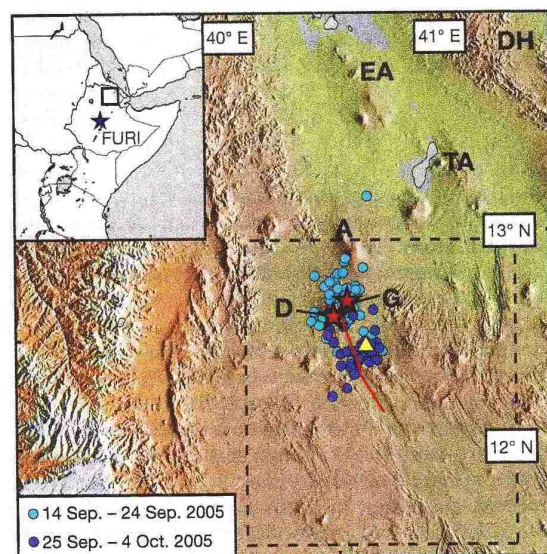 40° E
41° E
DH
EA
FURI
TA
13° N
A
G
D
12° N
14 Sep. – 24 Sep. 2005
25 Sep. – 4 Oct. 2005